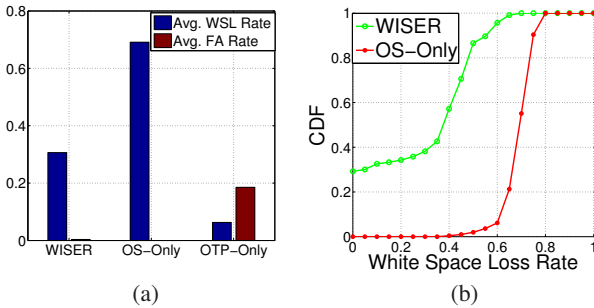 0.8
0.6
0.4
0.2
0
WISER OS-Only OTP-Only
Avg. WSL Rate
Avg. FA Rate
(a)
1
0.8
0.6
0.4
0.2
0
CDF
WISER
OS-Only
0 0.2 0.4 0.6 0.8 1
White Space Loss Rate
(b)